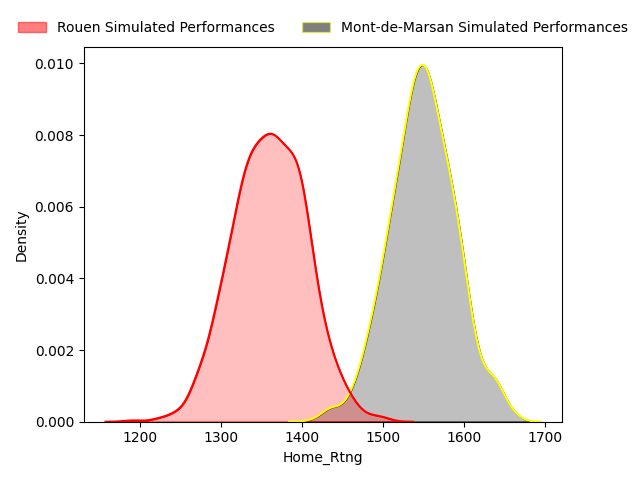 Rouen Simulated Performances Mont-de-Marsan Simulated Performances
0.010
0.008
0.006
0.004
0.002
0.000
Density
1200 1300 1400 1500 1600 1700
Home_Rtng